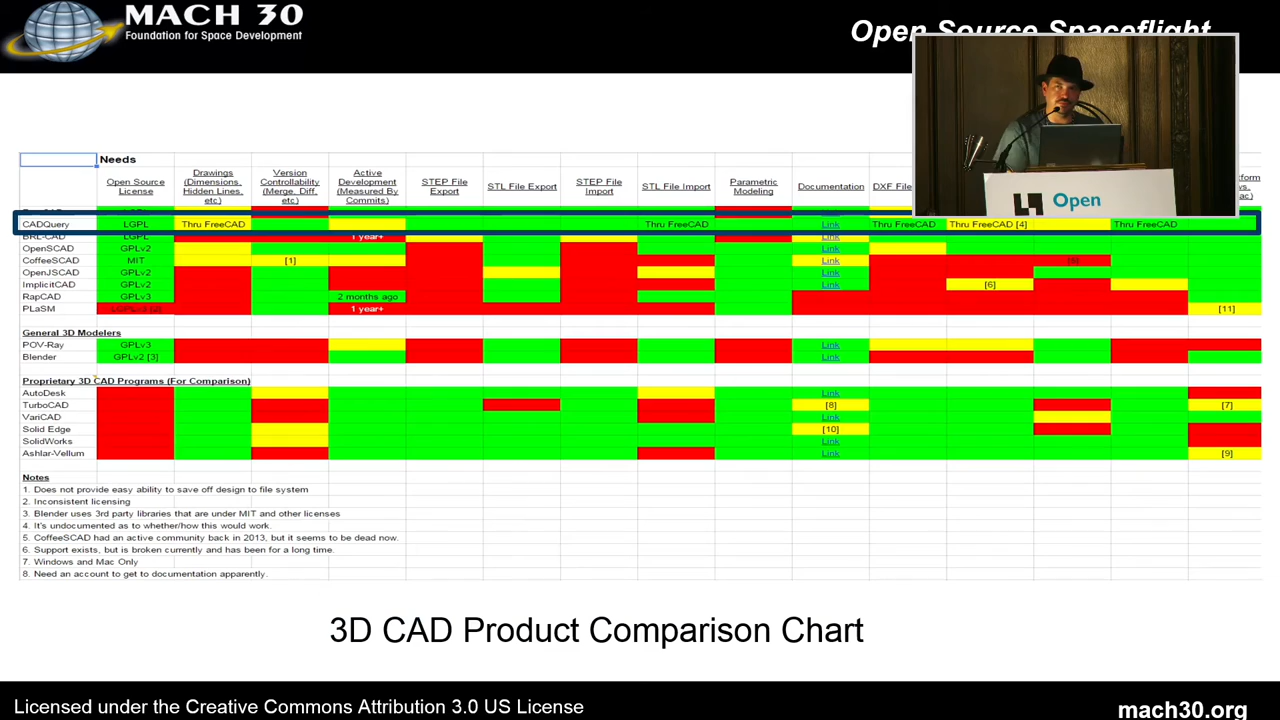 MACH 30
Foundation for Space Development
Open Source Spaceflight
Open
Needs
Open Source License
Drawings (Dimensions, Hidden Lines, etc)
Version Controllability (Merge, Diff, etc)
Active Development (Measured By Commits)
STEP File Export
STL File Export
STEP File Import
STL File Import
Parametric Modeling
Documentation
DXF File
CADQuery LGPL Thru FreeCAD Thru FreeCAD Link Thru FreeCAD Thru FreeCAD [4] Thru FreeCAD
BRL-CAD LGPL 1 year+ Link
OpenSCAD GPLv2 Link
CoffeeSCAD MIT [1] Link [5]
OpenJSCAD GPLv2 Link
ImplicitCAD GPLv2 Link [6]
RapCAD GPLv3 2 months ago
PLaSM 1 year+ [11]
General 3D Modelers
POV-Ray GPLv3 Link
Blender GPLv2 [3] Link
Proprietary 3D CAD Programs (For Comparison)
AutoDesk Link
TurboCAD [8] [7]
VariCAD Link
Solid Edge [10]
SolidWorks Link
Ashlar-Vellum Link [9]
Notes
1. Does not provide easy ability to save off design to file system
2. Inconsistent licensing
3. Blender uses 3rd party libraries that are under MIT and other licenses
4. It's undocumented as to whether/how this would work.
5. CoffeeSCAD had an active community back in 2013, but it seems to be dead now.
6. Support exists, but is broken currently and has been for a long time.
7. Windows and Mac Only
8. Need an account to get to documentation apparently.
3D CAD Product Comparison Chart
Licensed under the Creative Commons Attribution 3.0 US License
mach30.org